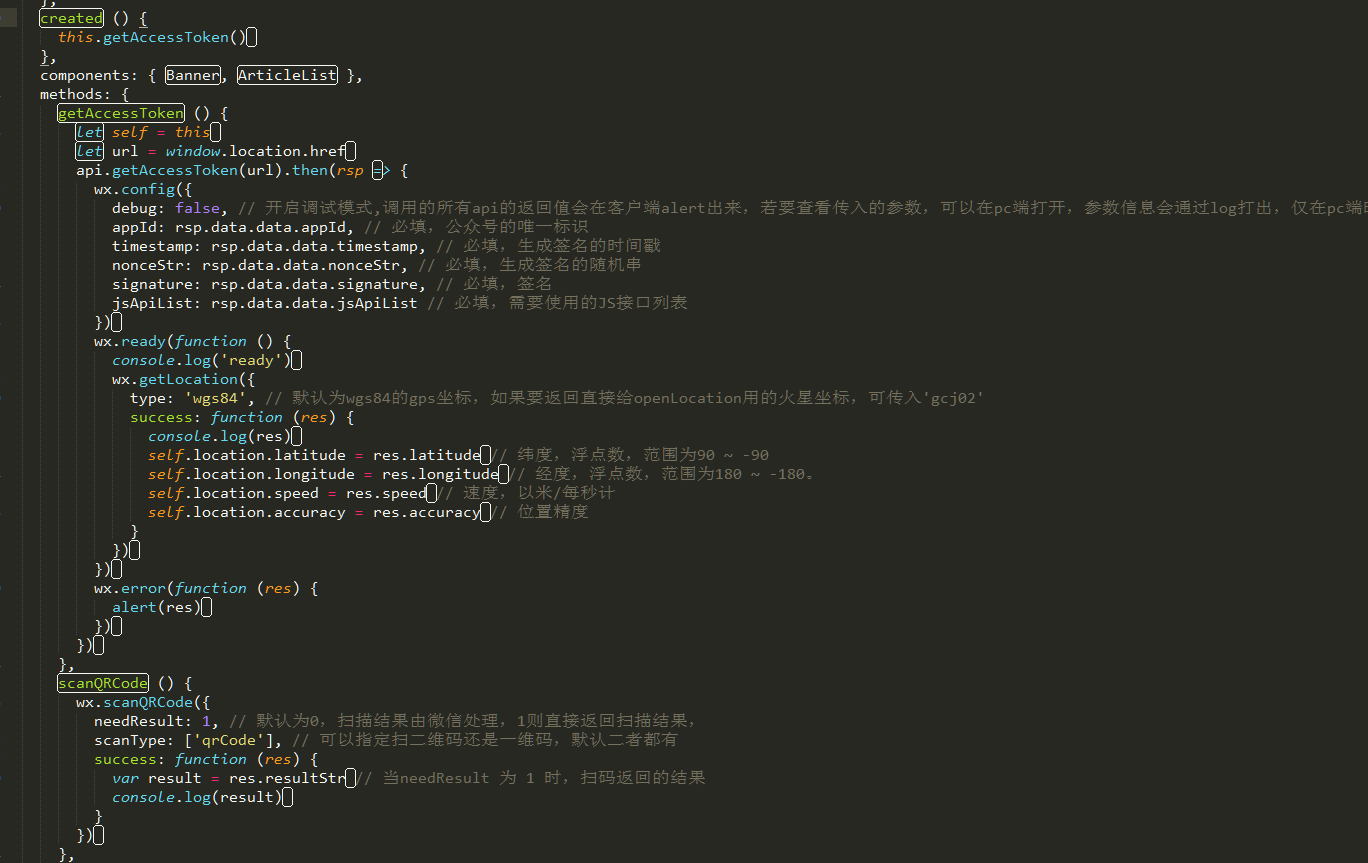 },
created () {
this.getAccessToken()
},
components: { Banner, ArticleList },
methods: {
getAccessToken () {
let self = this
let url = window.location.href
api.getAccessToken(url).then(rsp => {
wx.config({
debug: false, // 开启调试模式,调用的所有api的返回值会在客户端alert出来，若要查看传入的参数，可以在pc端打开，参数信息会通过log打出，仅在pc端
appId: rsp.data.data.appId, // 必填，公众号的唯一标识
timestamp: rsp.data.data.timestamp, // 必填，生成签名的时间戳
nonceStr: rsp.data.data.nonceStr, // 必填，生成签名的随机串
signature: rsp.data.data.signature, // 必填，签名
jsApiList: rsp.data.data.jsApiList // 必填，需要使用的JS接口列表
})
wx.ready(function () {
console.log('ready')
wx.getLocation({
type: 'wgs84', // 默认为wgs84的gps坐标，如果要返回直接给openLocation用的火星坐标，可传入'gcj02'
success: function (res) {
console.log(res)
self.location.latitude = res.latitude // 纬度，浮点数，范围为90 ~ -90
self.location.longitude = res.longitude // 经度，浮点数，范围为180 ~ -180。
self.location.speed = res.speed // 速度，以米/每秒计
self.location.accuracy = res.accuracy // 位置精度
}
})
})
wx.error(function (res) {
alert(res)
})
})
},
scanQRCode () {
wx.scanQRCode({
needResult: 1, // 默认为0，扫描结果由微信处理，1则直接返回扫描结果，
scanType: ['qrCode'], // 可以指定扫二维码还是一维码，默认二者都有
success: function (res) {
var result = res.resultStr // 当needResult 为 1 时，扫码返回的结果
console.log(result)
}
})
},